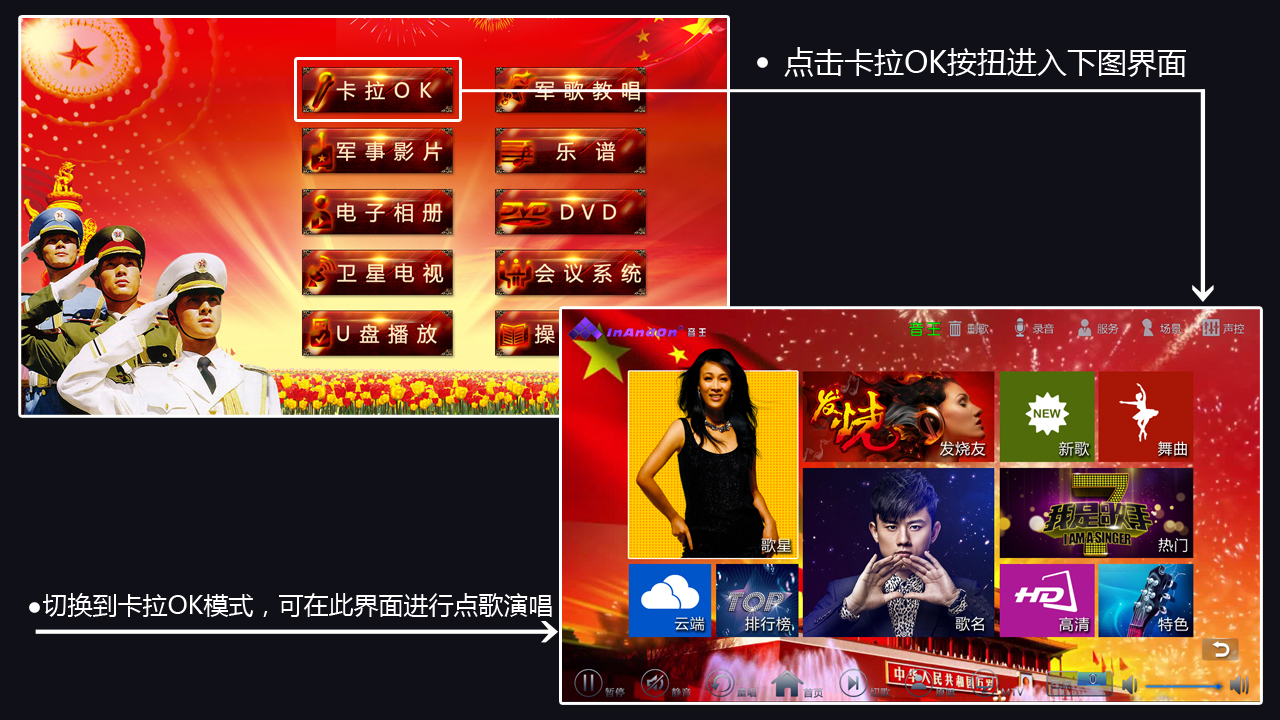 • 点击卡拉OK按扭进入下图界面
卡拉OK
军歌教唱
军事影片
乐谱
电子相册
DVD
卫星电视
会议系统
U盘播放
操
InAndOn® 音王
音王
重歌
录音
服务
场景
声控
歌星
发烧
发烧友
NEW
新歌
舞曲
歌名
我是歌手
I AM A SINGER
热门
云端
TOP
排行榜
HD
高清
特色
●切换到卡拉OK模式，可在此界面进行点歌演唱
中华人民共和国万岁
暂停
静音
重唱
首页
切歌
MTV
0